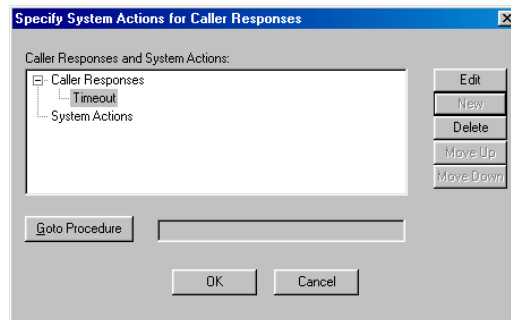 Specify System Actions for Caller Responses
Caller Responses and System Actions:
Caller Responses
Timeout
System Actions
Edit
New
Delete
Move Up
Move Down
Goto Procedure
OK
Cancel